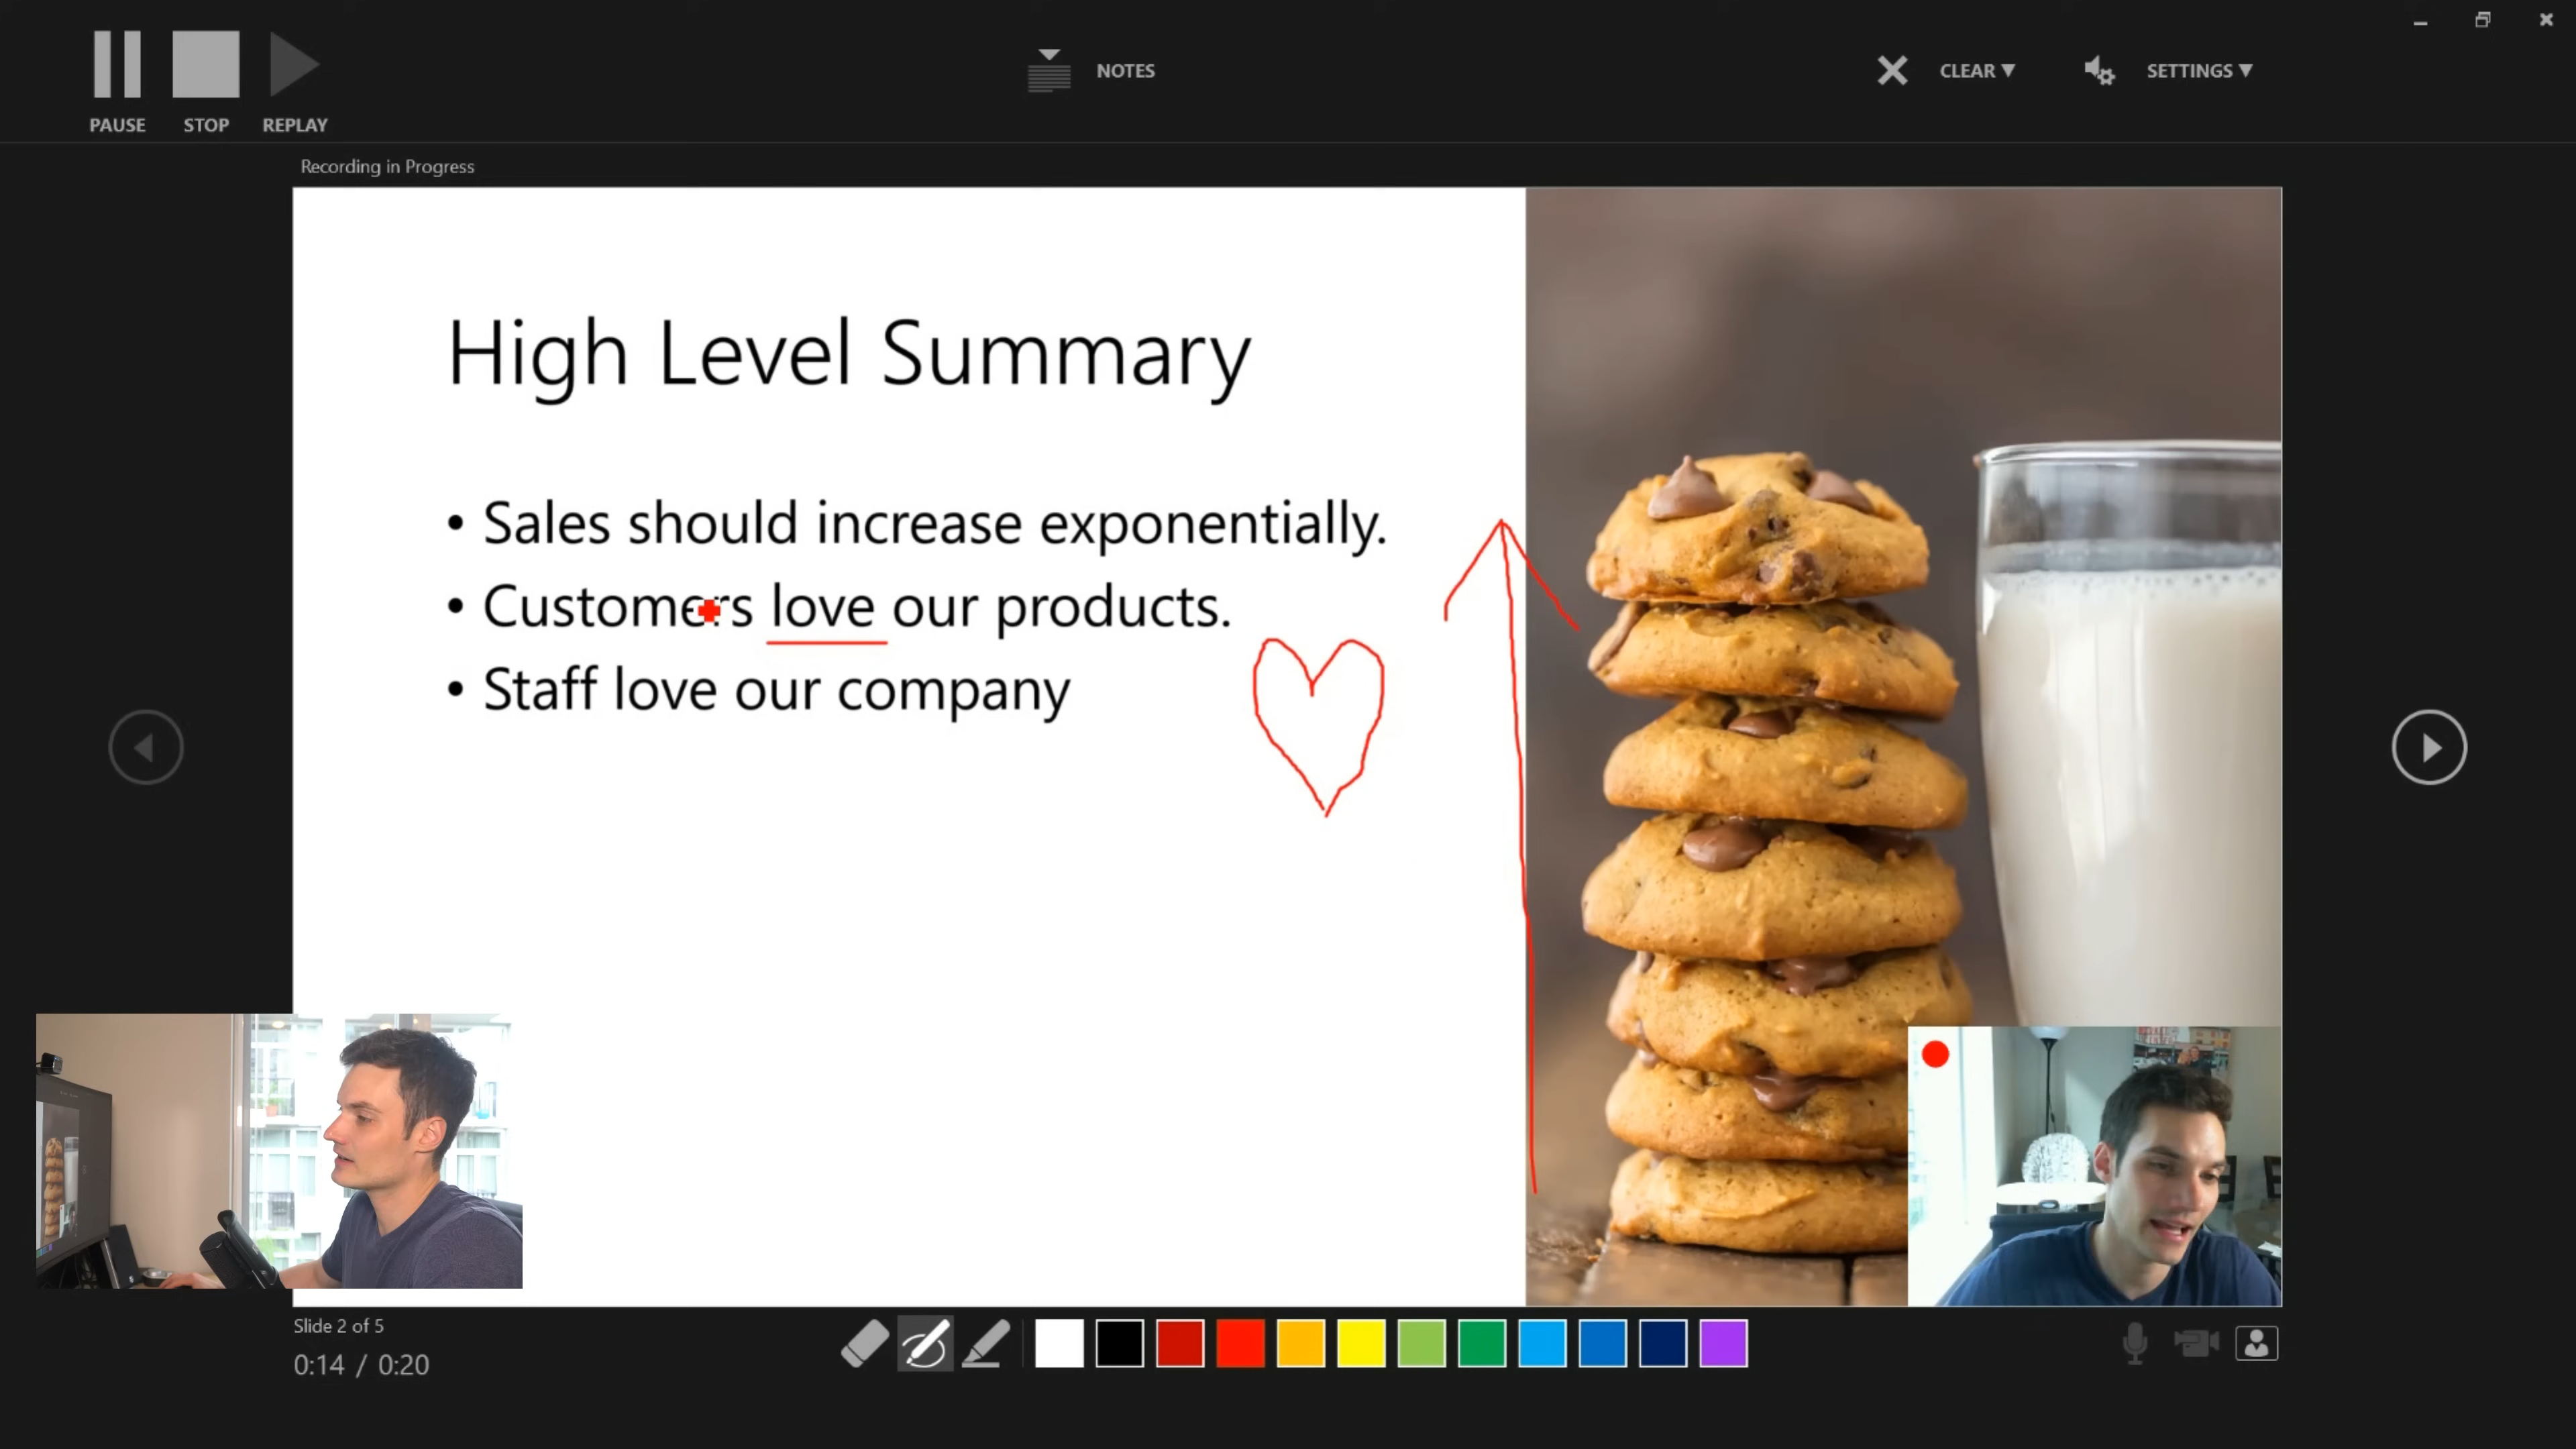 PAUSE
STOP
REPLAY
NOTES
CLEAR
SETTINGS
Recording in Progress
High Level Summary
• Sales should increase exponentially.
• Customers love our products.
• Staff love our company
Slide 2 of 5
0:14 / 0:20